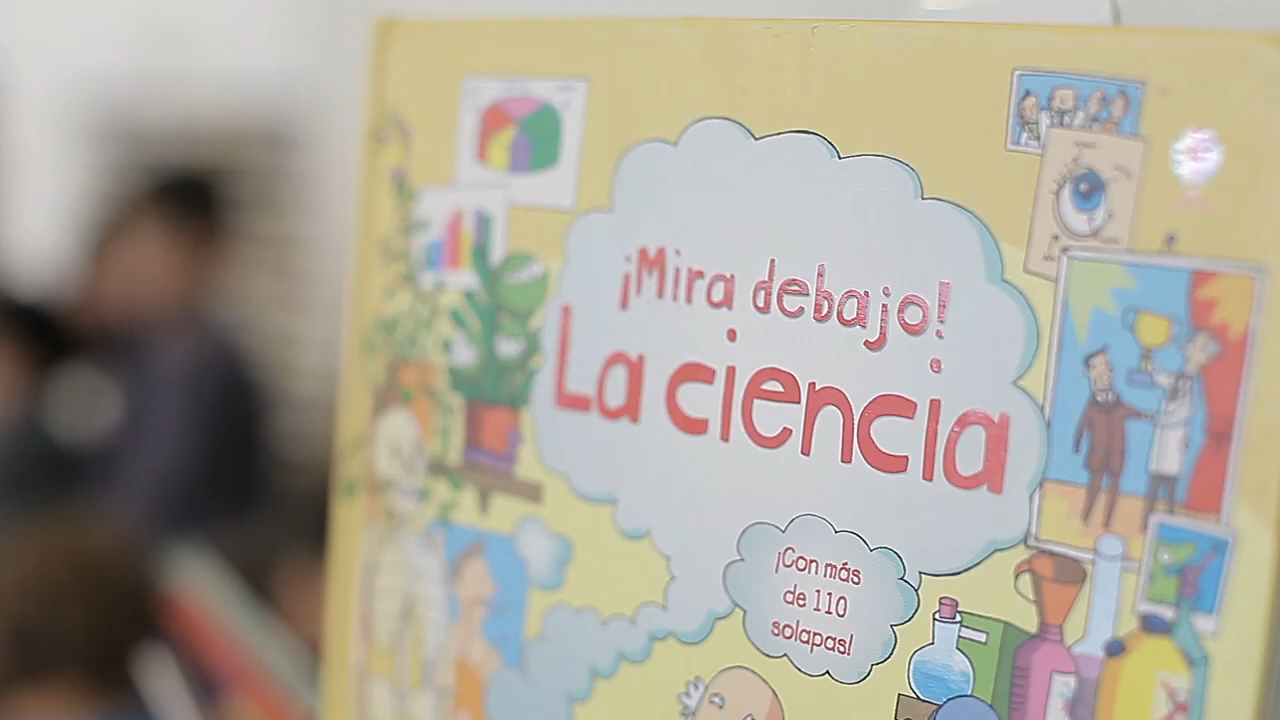 ¡Mira debajo!
La ciencia
¡Con más
de 110
solapas!